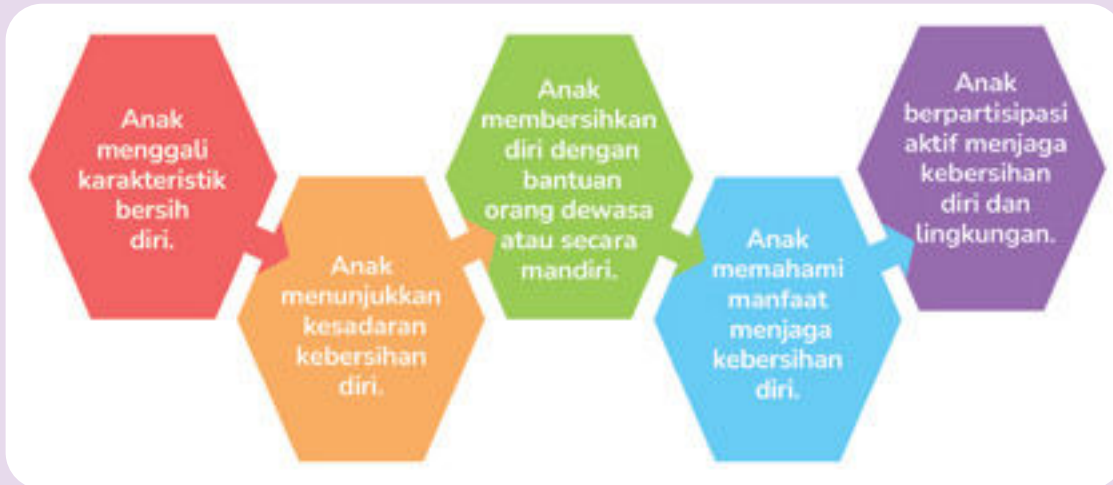 Anak
menggali
karakteristik
bersih
diri.
Anak
menunjukkan
kesadaran
kebersihan
diri.
Anak
membersihkan
diri dengan
bantuan
orang dewasa
atau secara
mandiri.
Anak
memahami
manfaat
menjaga
kebersihan
diri.
Anak
berpartisipasi
aktif menjaga
kebersihan
diri dan
lingkungan.